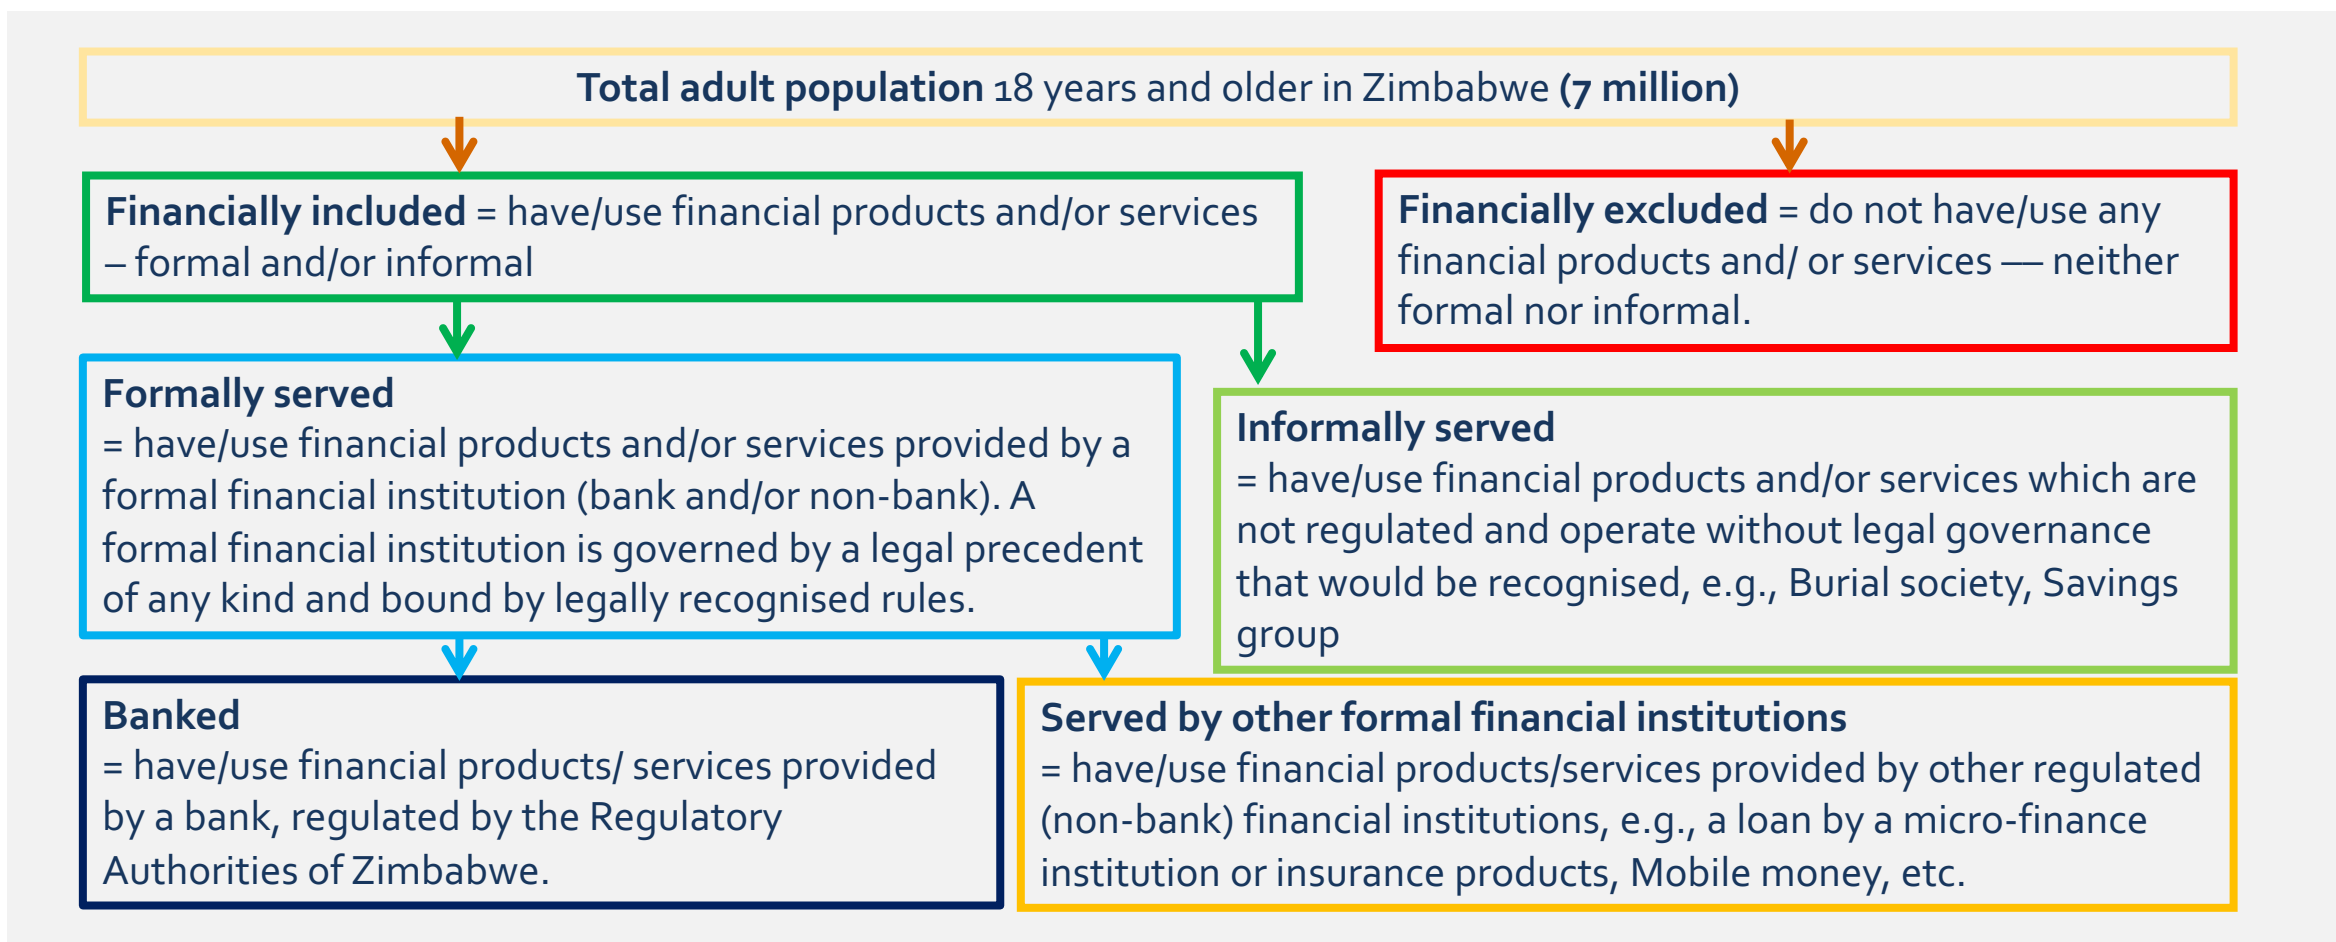 Total adult population 18 years and older in Zimbabwe (7 million)
Financially included = have/use financial products and/or services
– formal and/or informal
Financially excluded = do not have/use any
financial products and/ or services –– neither
formal nor informal.
Formally served
= have/use financial products and/or services provided by a
formal financial institution (bank and/or non-bank). A
formal financial institution is governed by a legal precedent
of any kind and bound by legally recognised rules.
Informally served
= have/use financial products and/or services which are
not regulated and operate without legal governance
that would be recognised, e.g., Burial society, Savings
group
Banked
= have/use financial products/ services provided
by a bank, regulated by the Regulatory
Authorities of Zimbabwe.
Served by other formal financial institutions
= have/use financial products/services provided by other regulated
(non-bank) financial institutions, e.g., a loan by a micro-finance
institution or insurance products, Mobile money, etc.